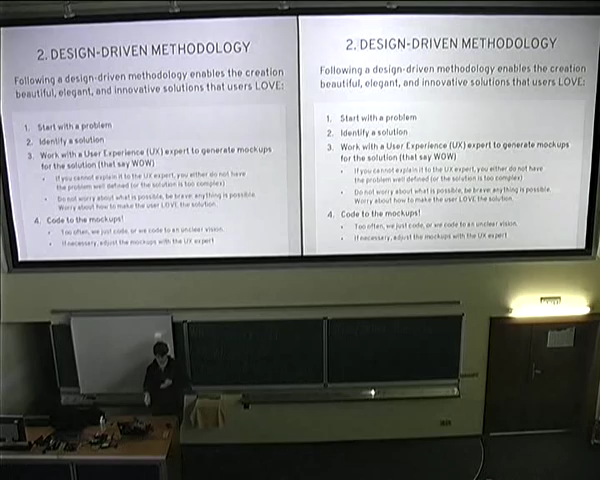 2. DESIGN-DRIVEN METHODOLOGY
Following a design-driven methodology enables the creation
beautiful, elegant, and innovative solutions that users LOVE:
1. Start with a problem
2. Identify a solution
3. Work with a User Experience (UX) expert to generate mockups
for the solution (that say WOW)
• If you cannot explain it to the UX expert, you either do not have
the problem well defined (or the solution is too complex)
• Do not worry about what is possible, be brave: anything is possible.
Worry about how to make the user LOVE the solution.
4. Code to the mockups!
• Too often, we just code, or we code to an unclear vision.
• If necessary, adjust the mockups with the UX expert
2. DESIGN-DRIVEN METHODOLOGY
Following a design-driven methodology enables the creation
beautiful, elegant, and innovative solutions that users LOVE:
1. Start with a problem
2. Identify a solution
3. Work with a User Experience (UX) expert to generate mockups
for the solution (that say WOW)
• If you cannot explain it to the UX expert, you either do not have
the problem well defined (or the solution is too complex)
• Do not worry about what is possible, be brave: anything is possible.
Worry about how to make the user LOVE the solution.
4. Code to the mockups!
• Too often, we just code, or we code to an unclear vision.
• If necessary, adjust the mockups with the UX expert